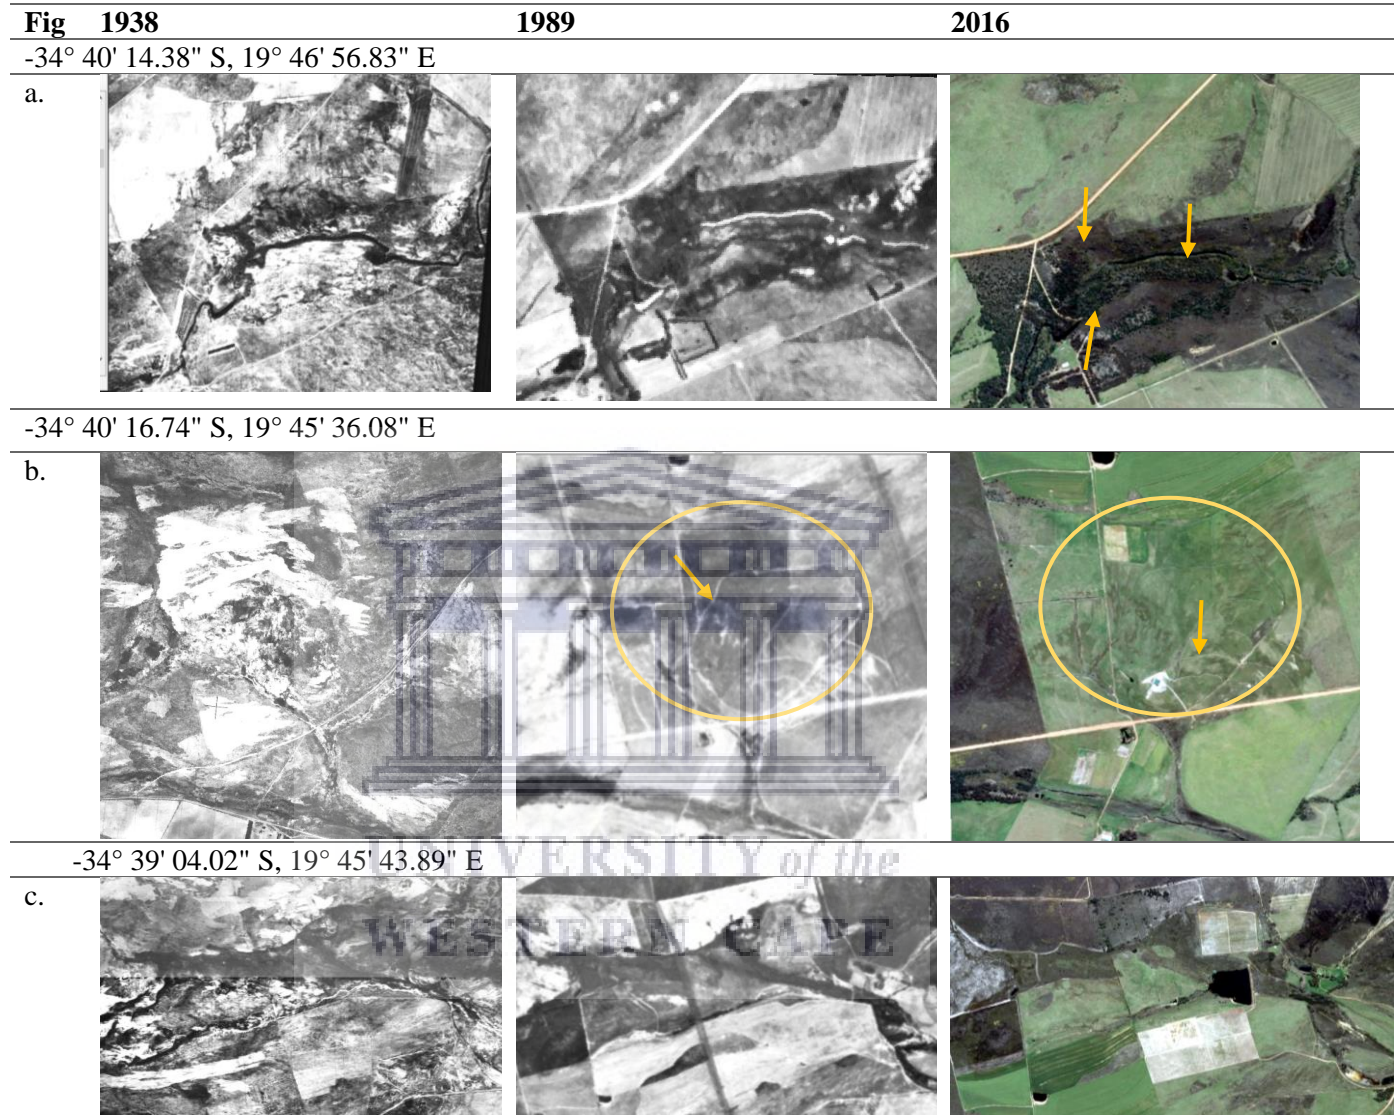 Fig 1938 1989 2016
-34° 40' 14.38" S, 19° 46' 56.83" E
a.
-34° 40' 16.74" S, 19° 45' 36.08" E
b.
-34° 39' 04.02" S, 19° 45' 43.89" E
c.
UNIVERSITY of the
WESTERN CAPE